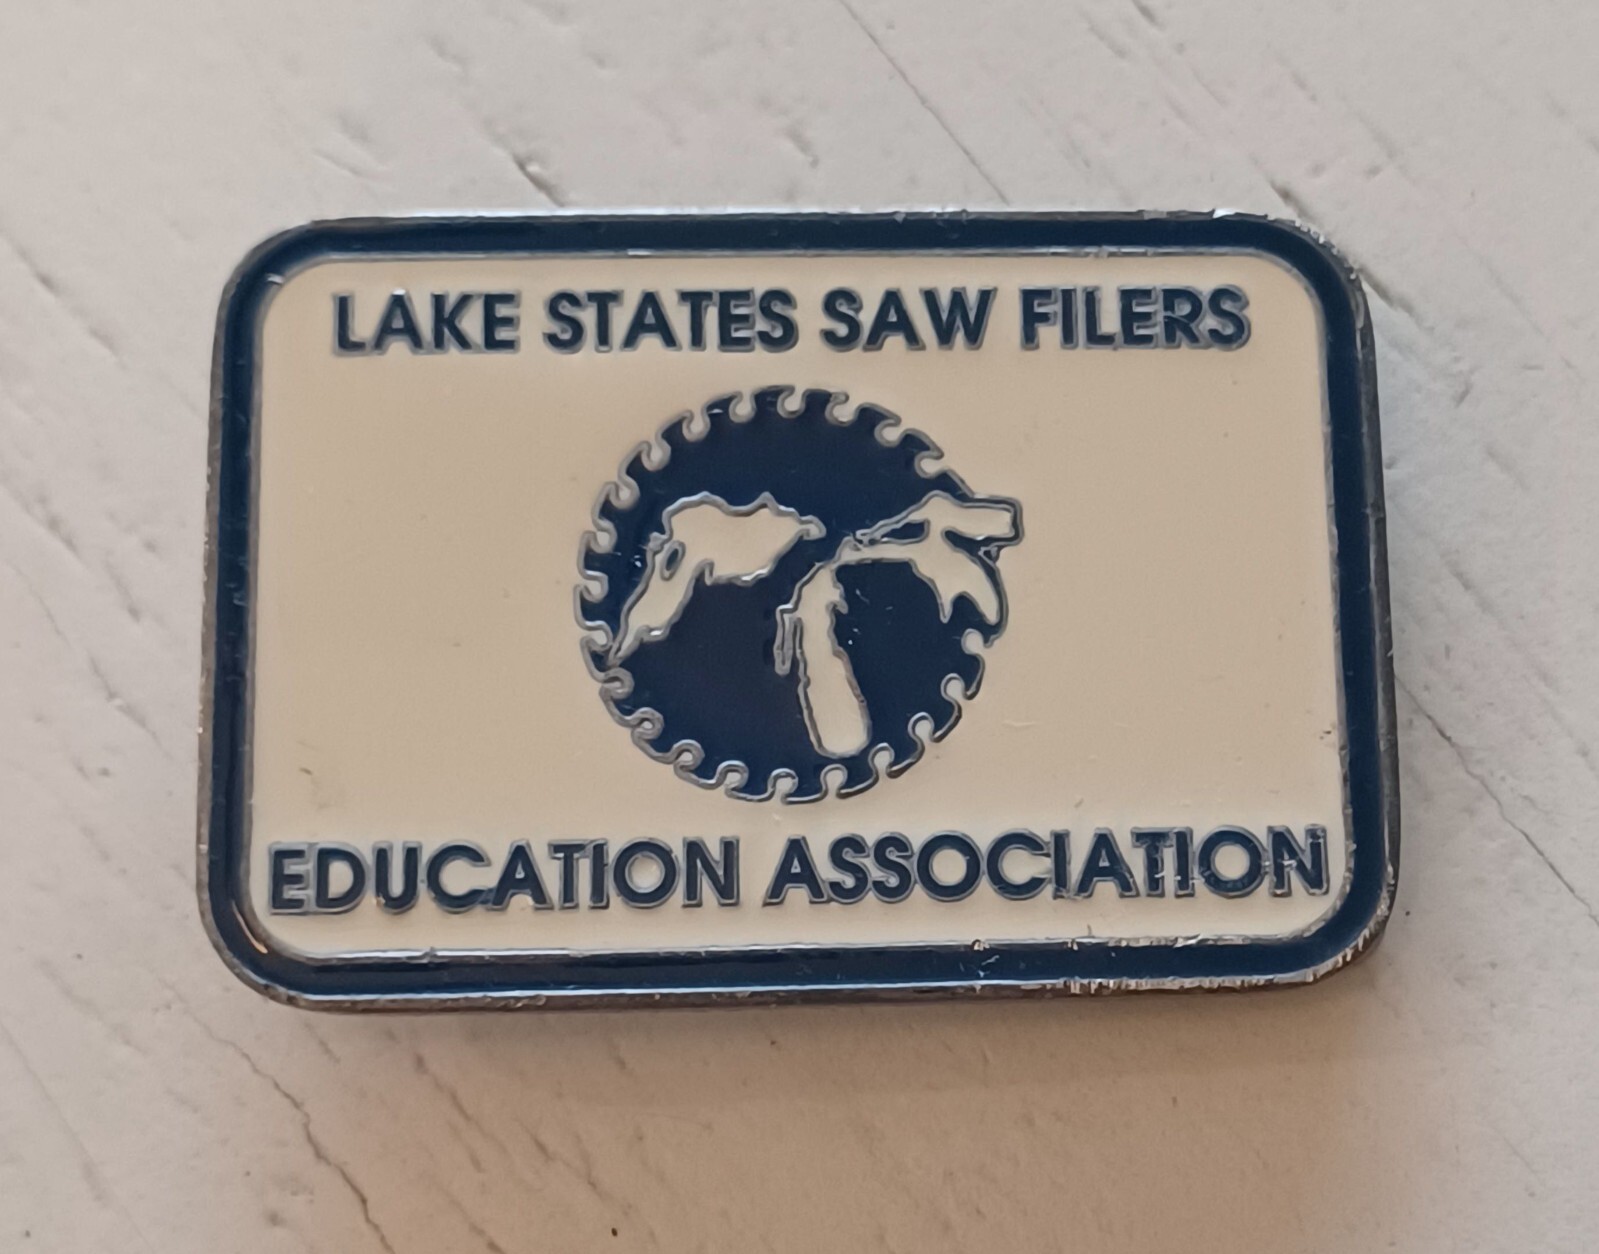 LAKE STATES SAW FILERS
EDUCATION ASSOCIATION